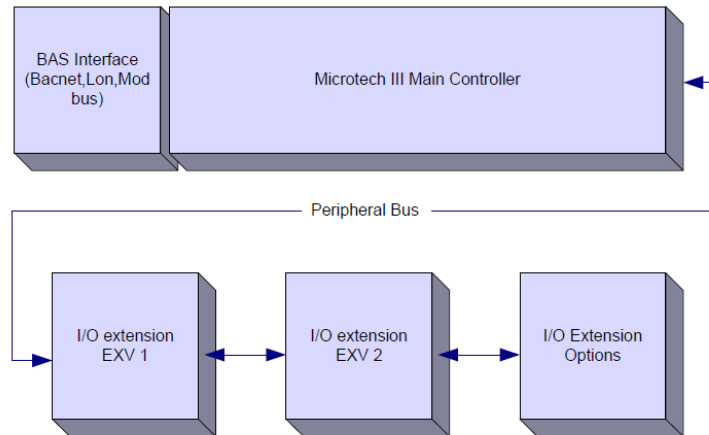 BAS Interface
(Bacnet,Lon,Mod
bus)
Microtech III Main Controller
Peripheral Bus
I/O extension
EXV 1
I/O extension
EXV 2
I/O Extension
Options